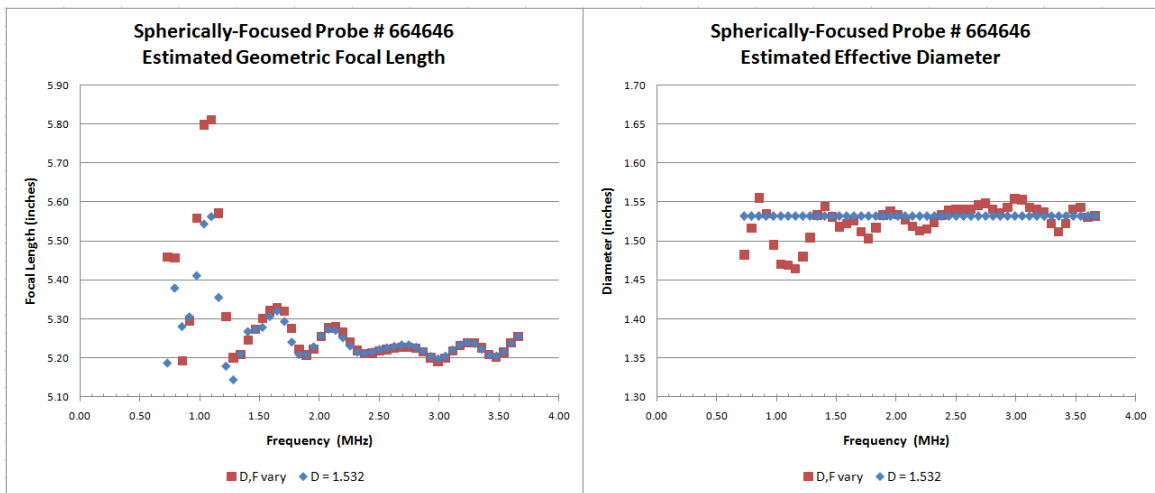 Spherically-Focused Probe # 664646
Estimated Geometric Focal Length
5.90
5.80
5.70
5.60
5.50
5.40
5.30
5.20
5.10
Focal Length (inches)
0.00 0.50 1.00 1.50 2.00 2.50 3.00 3.50 4.00
Frequency (MHz)
D,F vary D = 1.532
Spherically-Focused Probe # 664646
Estimated Effective Diameter
1.70
1.65
1.60
1.55
1.50
1.45
1.40
1.35
1.30
Diameter (inches)
0.00 0.50 1.00 1.50 2.00 2.50 3.00 3.50 4.00
Frequency (MHz)
D,F vary D = 1.532